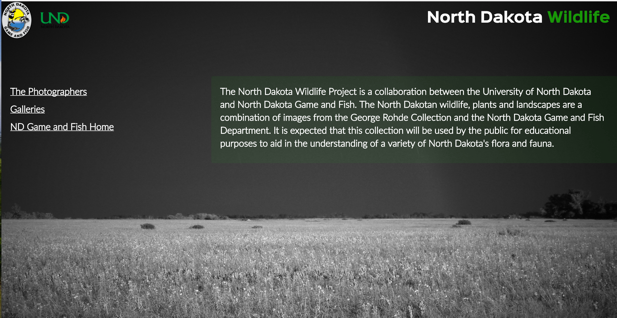 UND
North Dakota Wildlife
The Photographers
Galleries
ND Game and Fish Home
The North Dakota Wildlife Project is a collaboration between the University of North Dakota
and North Dakota Game and Fish. The North Dakotan wildlife, plants and landscapes are a
combination of images from the George Rohde Collection and the North Dakota Game and Fish
Department. It is expected that this collection will be used by the public for educational
purposes to aid in the understanding of a variety of North Dakota's flora and fauna.